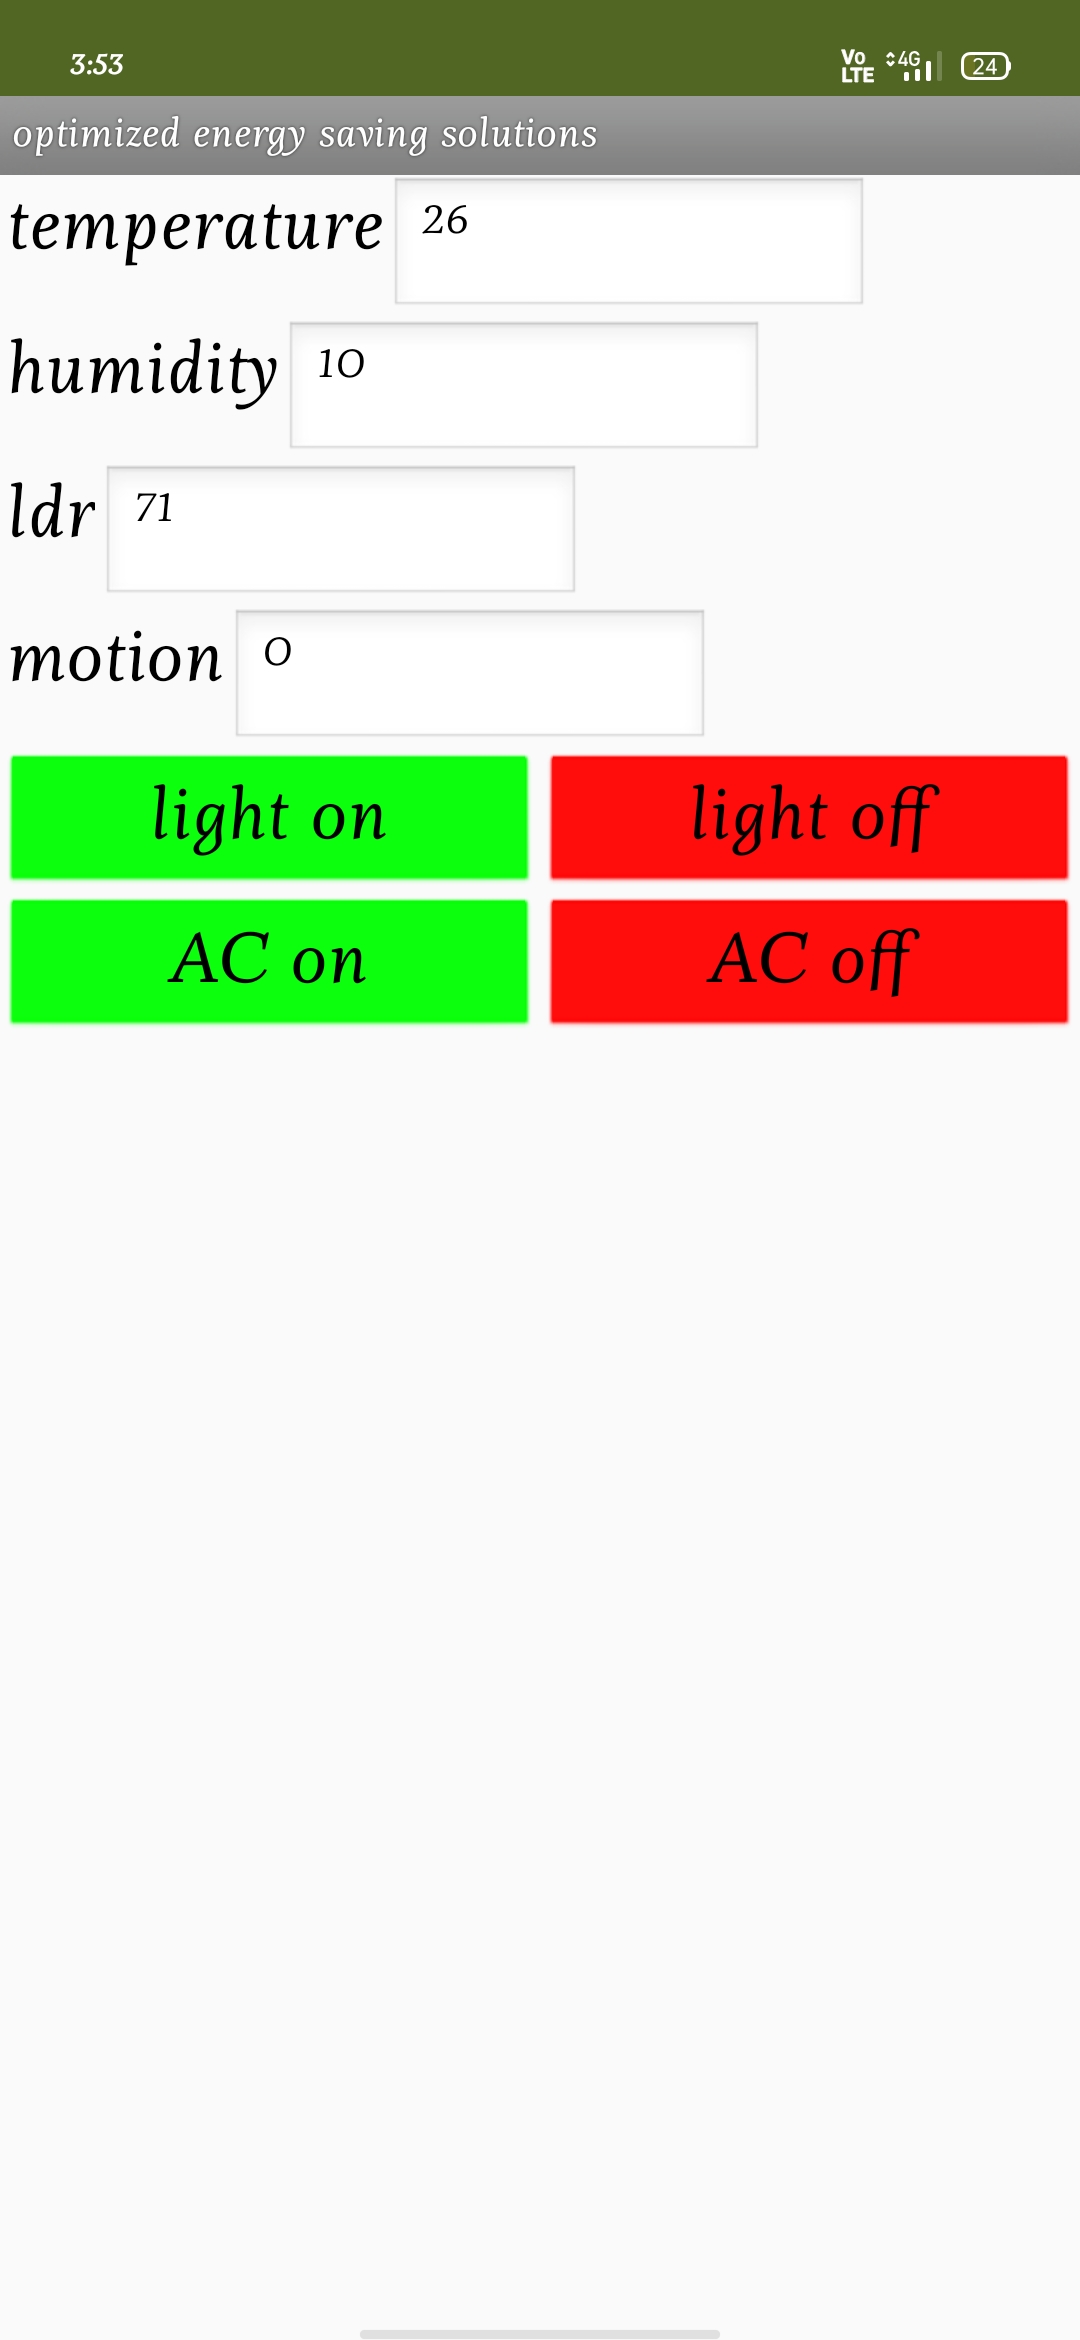 3:53 Vo LTE 4G 24
optimized energy saving solutions
temperature 26
humidity 10
ldr 71
motion 0
light on light off
AC on AC off